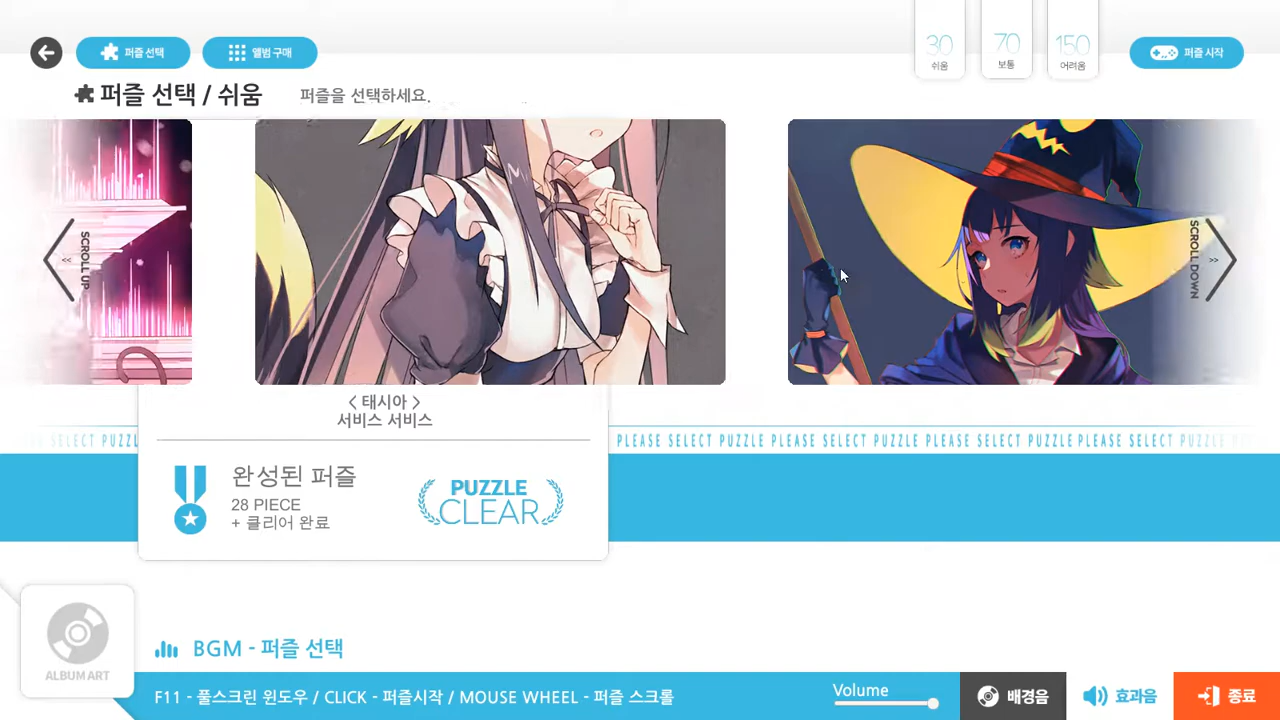 퍼즐 선택
앨범 구매
30
쉬움
70
보통
150
어려움
퍼즐 시작
퍼즐 선택 / 쉬움
퍼즐을 선택하세요.
<<
SCROLL UP
SCROLL DOWN
>>
< 태시아 >
서비스 서비스
SELECT PUZZLE
PLEASE SELECT PUZZLE PLEASE SELECT PUZZLE PLEASE SELECT PUZZLE PLEASE SELECT PUZZLE
완성된 퍼즐
28 PIECE
+ 클리어 완료
PUZZLE
CLEAR
ALBUM ART
BGM - 퍼즐 선택
F11 - 풀스크린 윈도우 / CLICK - 퍼즐시작 / MOUSE WHEEL - 퍼즐 스크롤
Volume
배경음
효과음
종료